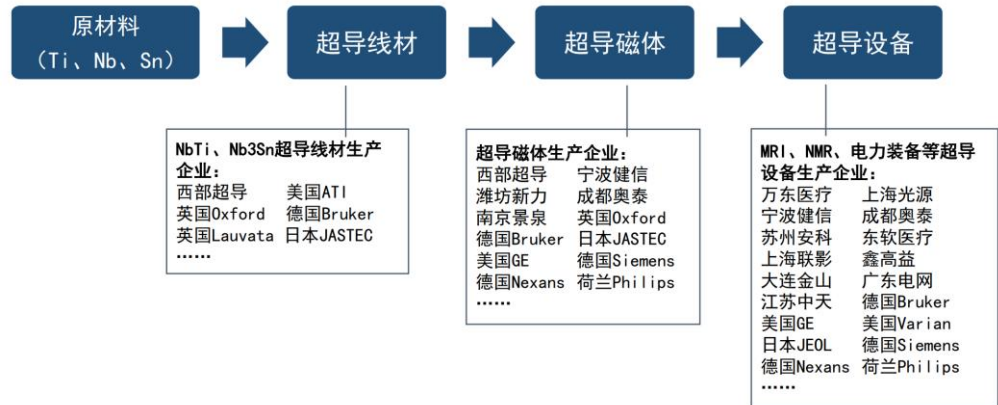 原材料
（Ti、Nb、Sn）
超导线材
超导磁体
超导设备
NbTi、Nb3Sn超导线材生产
企业：
西部超导 美国ATI
英国Oxford 德国Bruker
英国Lauvata 日本JASTEC
……
超导磁体生产企业：
西部超导 宁波健信
潍坊新力 成都奥泰
南京景泉 英国Oxford
德国Bruker 日本JASTEC
美国GE 德国Siemens
德国Nexans 荷兰Philips
……
MRI、NMR、电力装备等超导
设备生产企业：
万东医疗 上海光源
宁波健信 成都奥泰
苏州安科 东软医疗
上海联影 鑫高益
大连金山 广东电网
江苏中天 德国Bruker
美国GE 美国Varian
日本JEOL 德国Siemens
德国Nexans 荷兰Philips
……